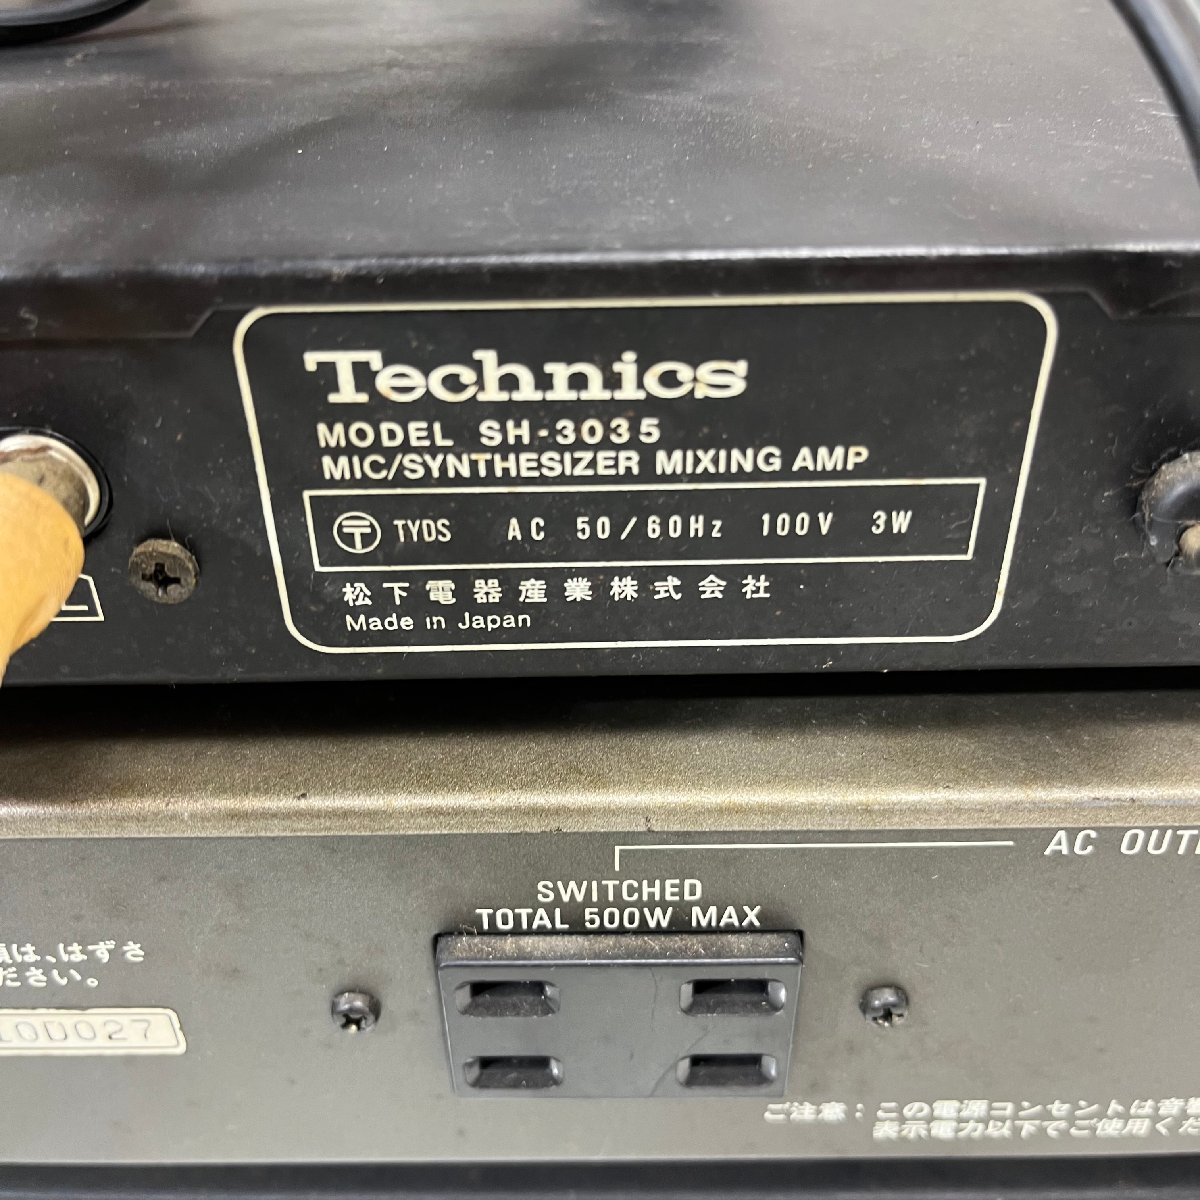 Technics
MODEL SH-3035
MIC/SYNTHESIZER MIXING AMP
〒 TYDS AC 50/60Hz 100V 3W
松下電器産業株式会社
Made in Japan
AC OUT
SWITCHED
TOTAL 500W MAX
は、はずさ
ださい。
10D027
ご注意：この電源コンセントは音
表示電力以下でご使用くだ